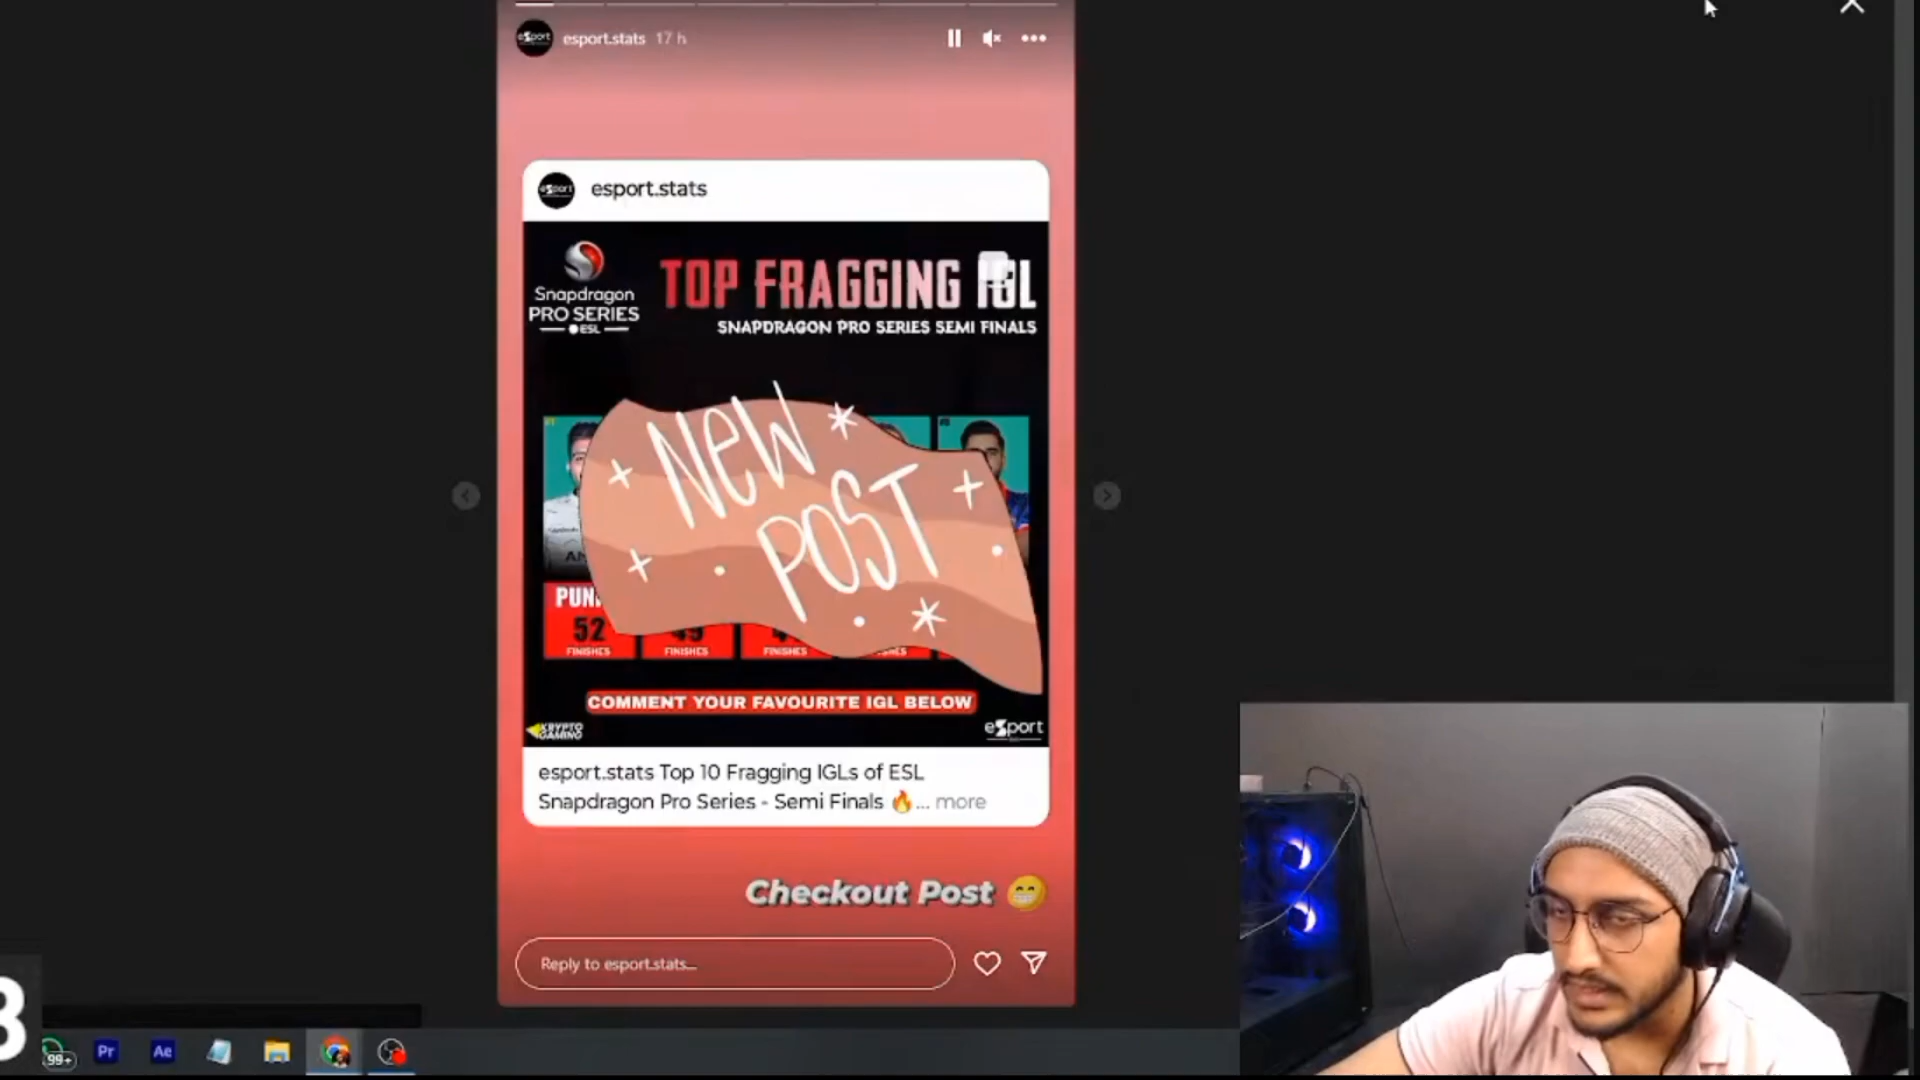 esport.stats 17 h
esport.stats
Snapdragon
PRO SERIES
ESL
TOP FRAGGING IGL
SNAPDRAGON PRO SERIES SEMI FINALS
NEW
POST
52
49
FINISHES
FINISHES
FINISHES
COMMENT YOUR FAVOURITE IGL BELOW
KRYPTO
GAMING
eSport
esport.stats Top 10 Fragging IGLs of ESL
Snapdragon Pro Series - Semi Finals 🔥... more
Checkout Post 😁
Reply to esport.stats...
99+
Pr
Ae